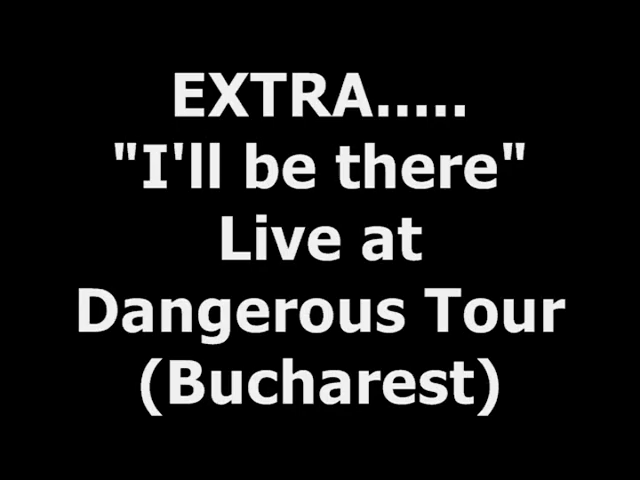 EXTRA.....
"I'll be there"
Live at
Dangerous Tour
(Bucharest)